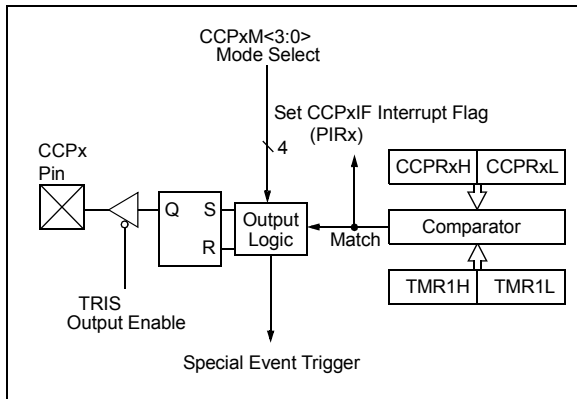 CCPxM<3:0>
Mode Select
Set CCPxIF Interrupt Flag
(PIRx)
4
CCPx
Pin
CCPRxH CCPRxL
Q S
R
Output
Logic
Match
Comparator
TRIS
Output Enable
TMR1H TMR1L
Special Event Trigger